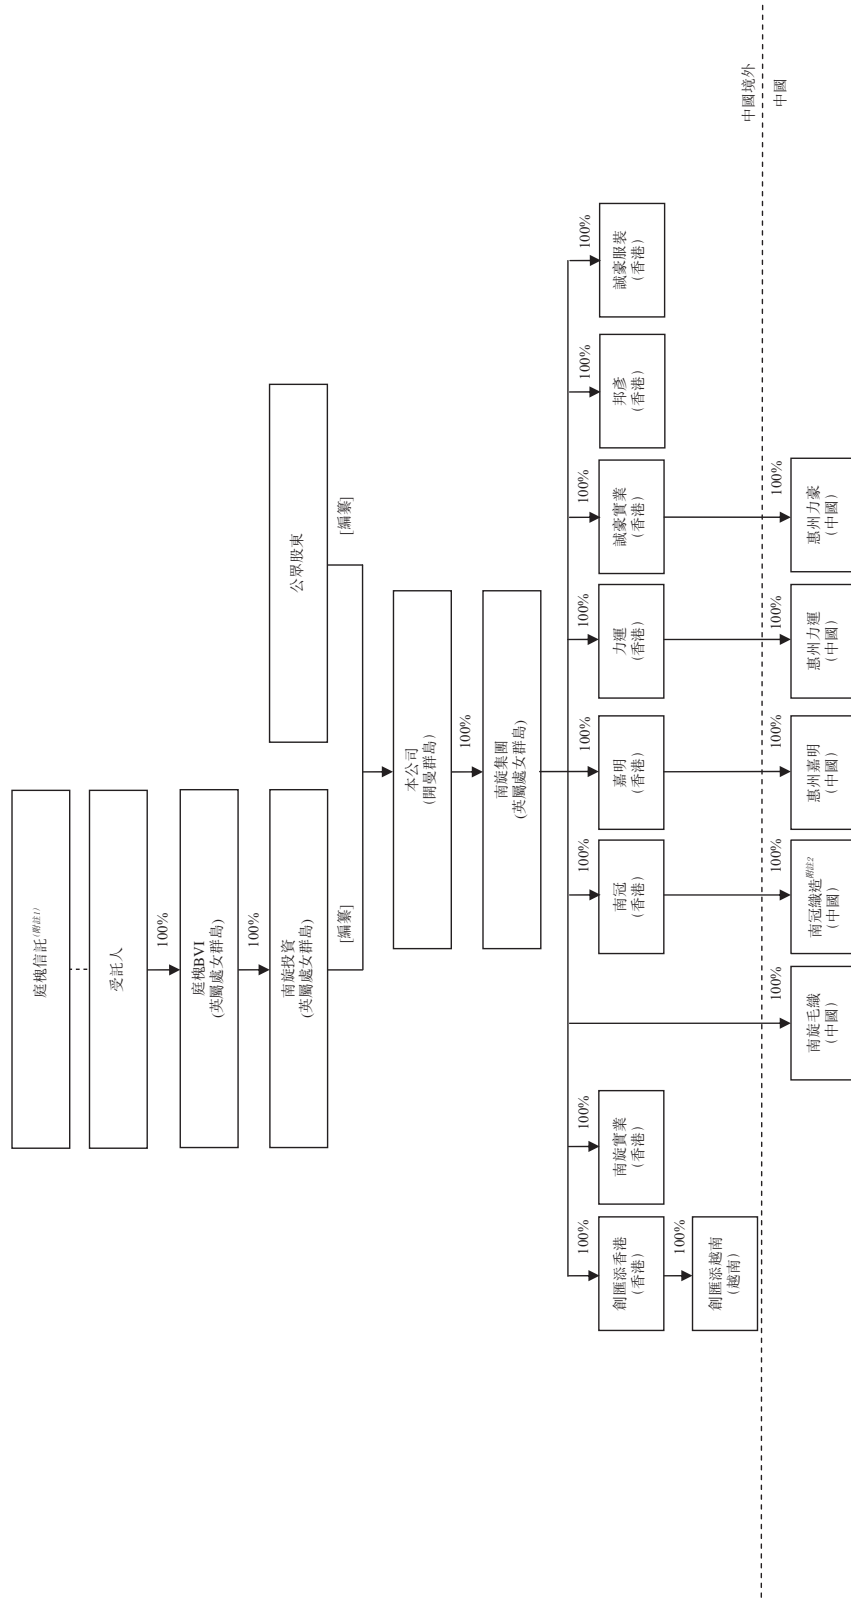 庭槐信託(附註1)
受託人
100%
庭槐BVI
(英屬處女群島)
100%
南旋投資
(英屬處女群島)
公眾股東
[編纂]
[編纂]
本公司
(開曼群島)
100%
南旋集團
(英屬處女群島)
100%
創匯添香港
(香港)
100%
南旋實業
(香港)
100%
南冠
(香港)
100%
嘉明
(香港)
100%
力運
(香港)
100%
誠豪實業
(香港)
100%
邦彥
(香港)
100%
誠豪服裝
(香港)
100%
創匯添越南
(越南)
中國境外
中國
100%
南旋毛織
(中國)
100%
南冠織造附註2
(中國)
100%
惠州嘉明
(中國)
100%
惠州力運
(中國)
100%
惠州力豪
(中國)